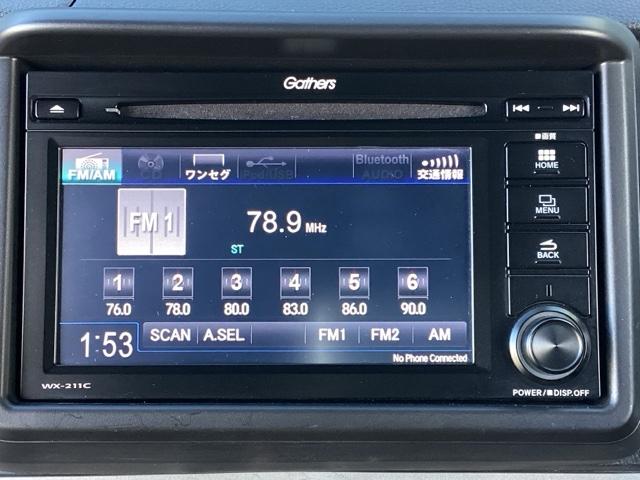 Gathers
画質
HOME
MENU
BACK
FM/AM CD ワンセグ iPod/USB Bluetooth AUDIO 交通情報
FM 1 78.9 MHz
ST
1 2 3 4 5 6
76.0 78.0 80.0 83.0 86.0 90.0
1:53 SCAN A.SEL FM1 FM2 AM
No Phone Connected
WX-211C
POWER/DISP.OFF